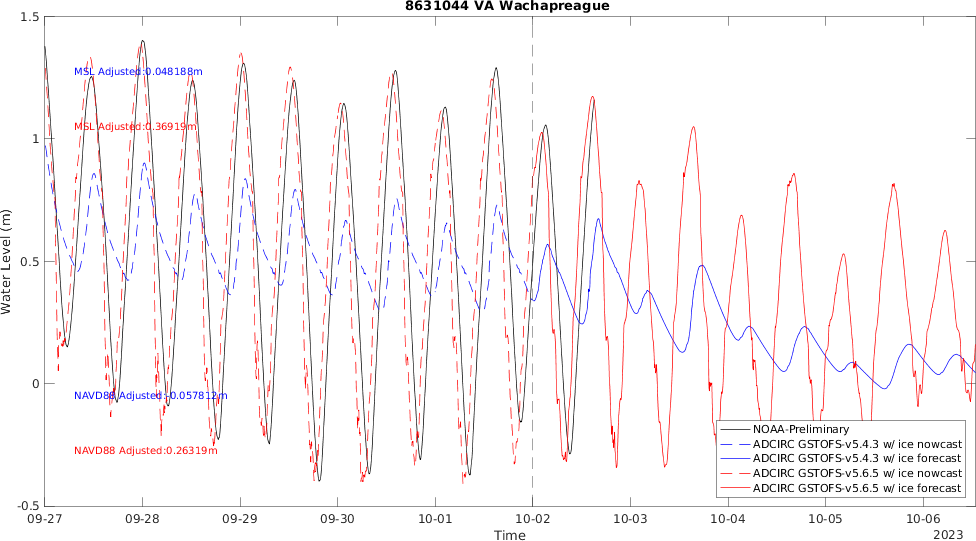 8631044 VA Wachapreague
1.5
1
0.5
0
-0.5
Water Level (m)
MSL Adjusted:0.048188m
MSL Adjusted:0.36919m
NAVD88 Adjusted:-0.057812m
NAVD88 Adjusted:0.26319m
NOAA-Preliminary
ADCIRC GSTOFS-v5.4.3 w/ ice nowcast
ADCIRC GSTOFS-v5.4.3 w/ ice forecast
ADCIRC GSTOFS-v5.6.5 w/ ice nowcast
ADCIRC GSTOFS-v5.6.5 w/ ice forecast
09-27 09-28 09-29 09-30 10-01 10-02 10-03 10-04 10-05 10-06
Time
2023